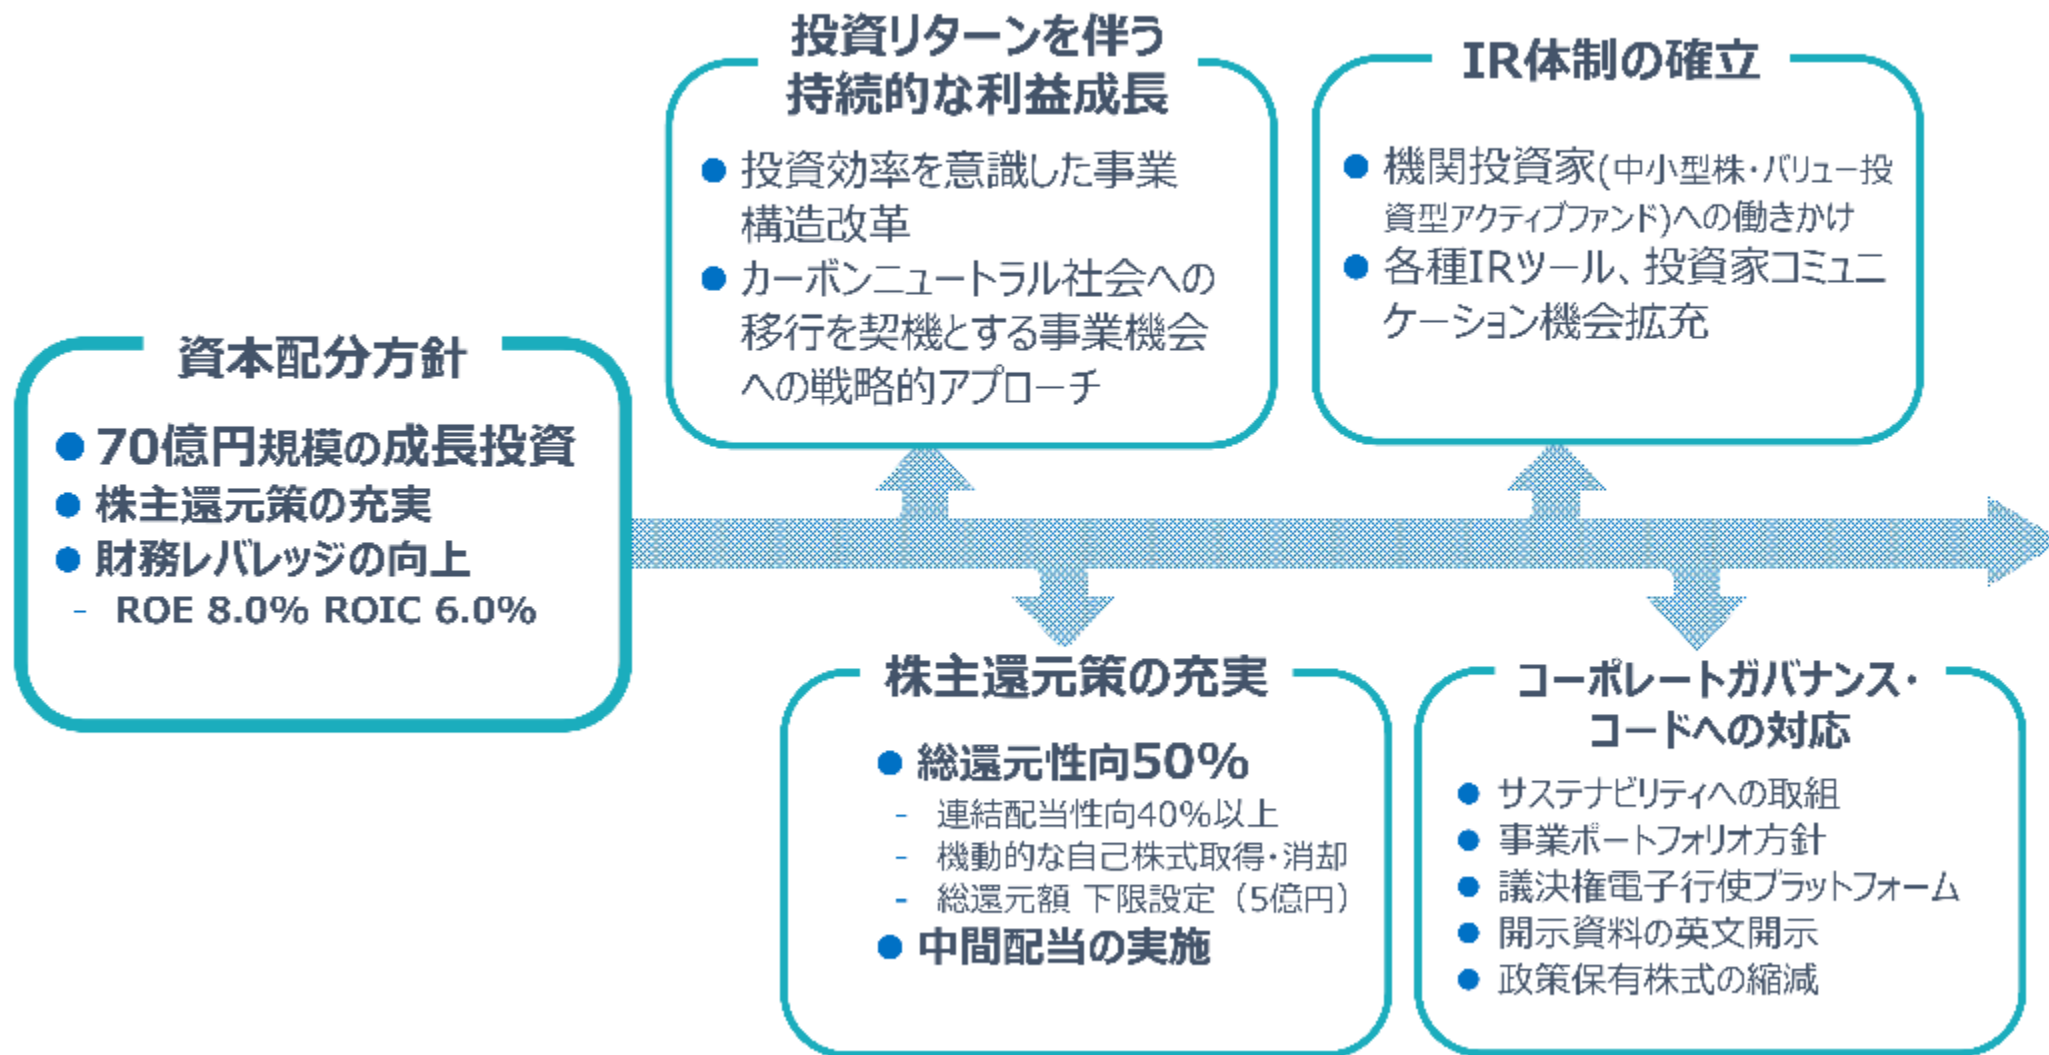 資本配分方針
●70億円規模の成長投資
●株主還元策の充実
●財務レバレッジの向上
- ROE 8.0% ROIC 6.0%
投資リターンを伴う
持続的な利益成長
●投資効率を意識した事業
構造改革
●カーボンニュートラル社会への
移行を契機とする事業機会
への戦略的アプローチ
IR体制の確立
●機関投資家(中小型株・バリュー投
資型アクティブファンド)への働きかけ
●各種IRツール、投資家コミュニ
ケーション機会拡充
株主還元策の充実
●総還元性向50%
- 連結配当性向40%以上
- 機動的な自己株式取得・消却
- 総還元額 下限設定（5億円）
●中間配当の実施
コーポレートガバナンス・
コードへの対応
●サステナビリティへの取組
●事業ポートフォリオ方針
●議決権電子行使プラットフォーム
●開示資料の英文開示
●政策保有株式の縮減